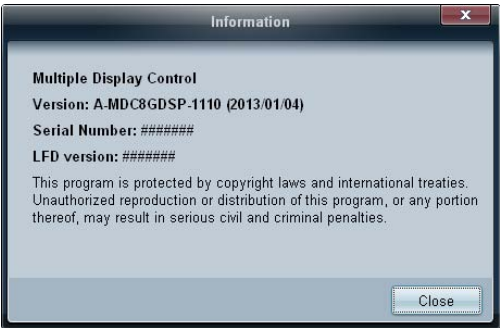 Information
x
Multiple Display Control
Version: A-MDC8GDSP-1110 (2013/01/04)
Serial Number: #######
LFD version: #######
This program is protected by copyright laws and international treaties.
Unauthorized reproduction or distribution of this program, or any portion
thereof, may result in serious civil and criminal penalties.
Close